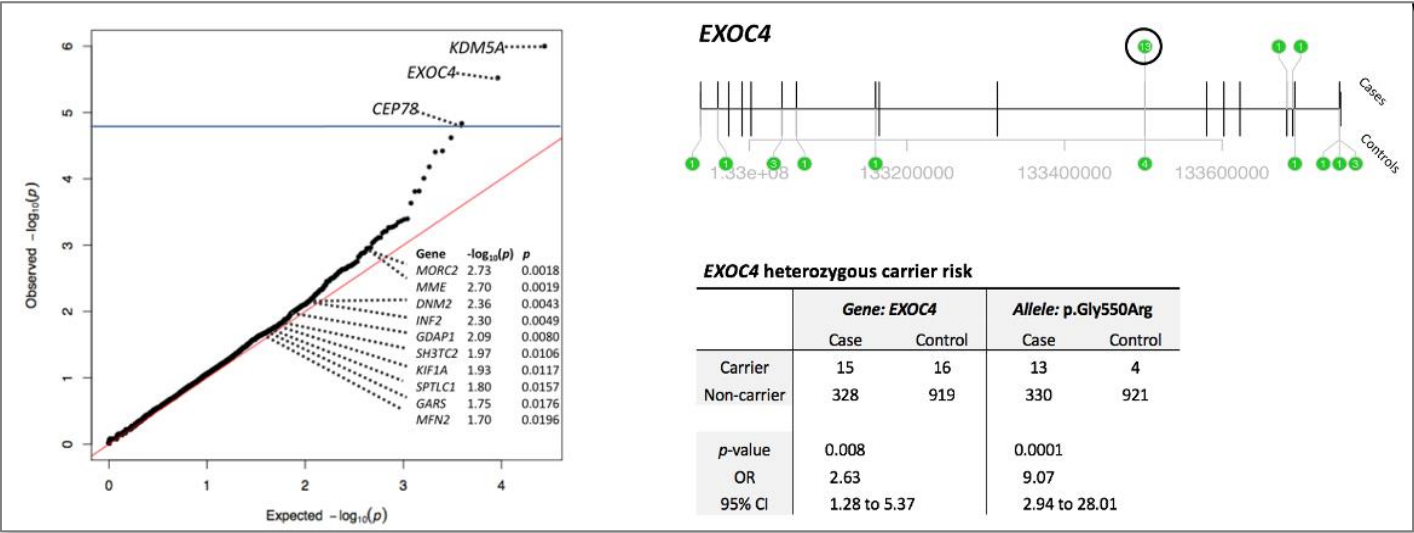 6
5
4
3
2
1
0
Observed −log10(p)
KDM5A
EXOC4
CEP78
Gene -log10(p) p
MORC2 2.73 0.0018
MME 2.70 0.0019
DNM2 2.36 0.0043
INF2 2.30 0.0049
GDAP1 2.09 0.0080
SH3TC2 1.97 0.0106
KIF1A 1.93 0.0117
SPTLC1 1.80 0.0157
GARS 1.75 0.0176
MFN2 1.70 0.0196
0 1 2 3 4
Expected −log10(p)
EXOC4
13 1 1
Cases
Controls
1 1 3 1 1 4 1 1 1 3
1.33e+08 133200000 133400000 133600000
EXOC4 heterozygous carrier risk
Gene: EXOC4 Allele: p.Gly550Arg
Case Control Case Control
Carrier 15 16 13 4
Non-carrier 328 919 330 921
p-value 0.008 0.0001
OR 2.63 9.07
95% CI 1.28 to 5.37 2.94 to 28.01